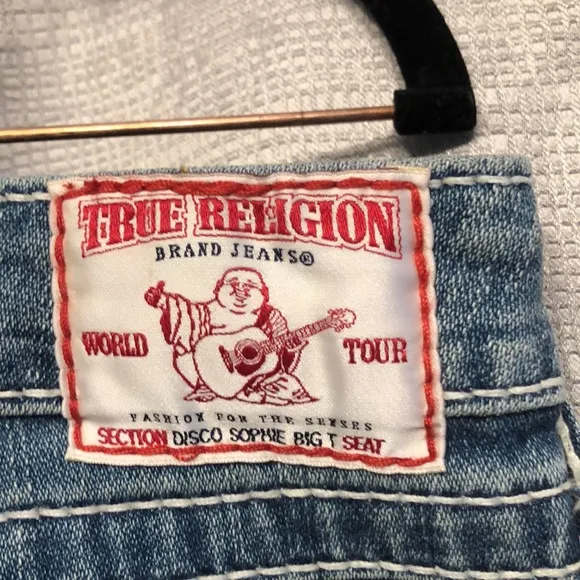 TRUE RELIGION
BRAND JEANS®
WORLD TOUR
FASHION FOR THE SENSES
SECTION DISCO SOPHIE BIG T SEAT